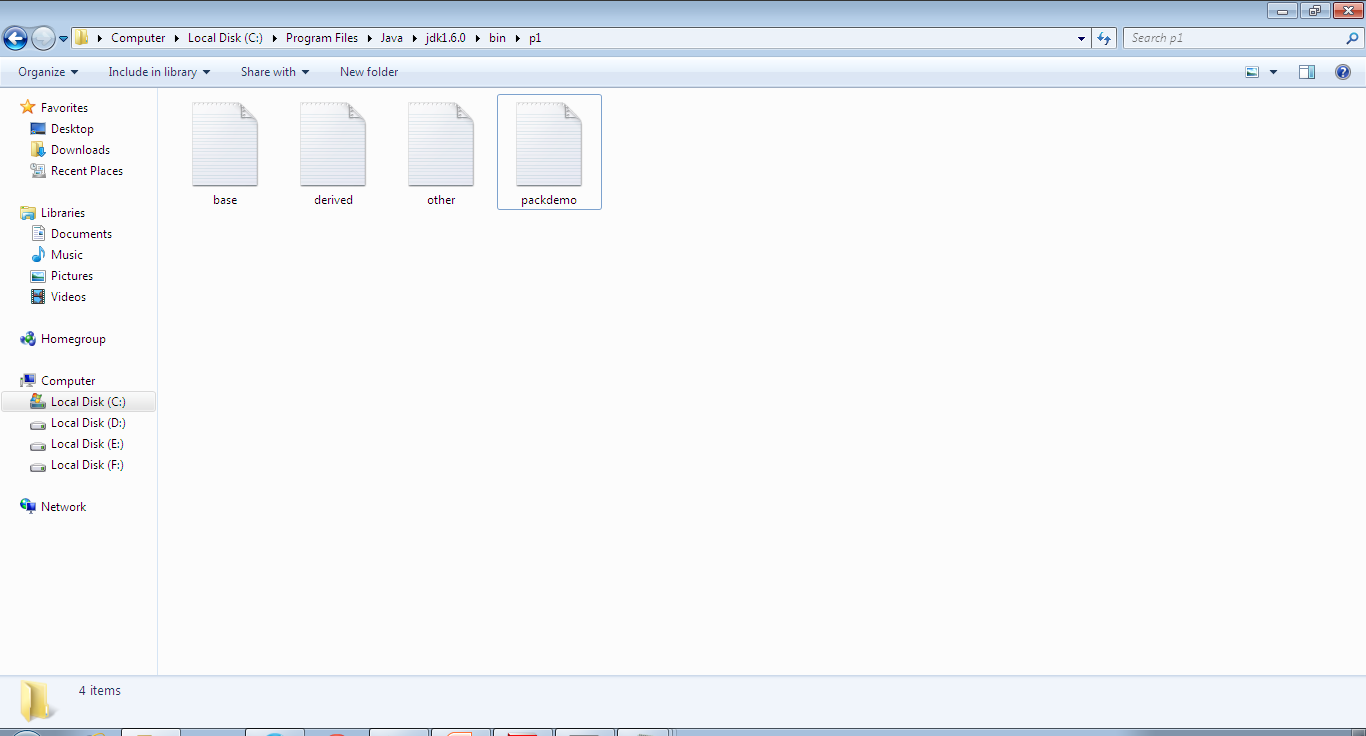 Computer Local Disk (C:) Program Files Java jdk1.6.0 bin p1
Search p1
Organize Include in library Share with New folder
Favorites
Desktop
Downloads
Recent Places
Libraries
Documents
Music
Pictures
Videos
Homegroup
Computer
Local Disk (C:)
Local Disk (D:)
Local Disk (E:)
Local Disk (F:)
Network
base derived other packdemo
4 items